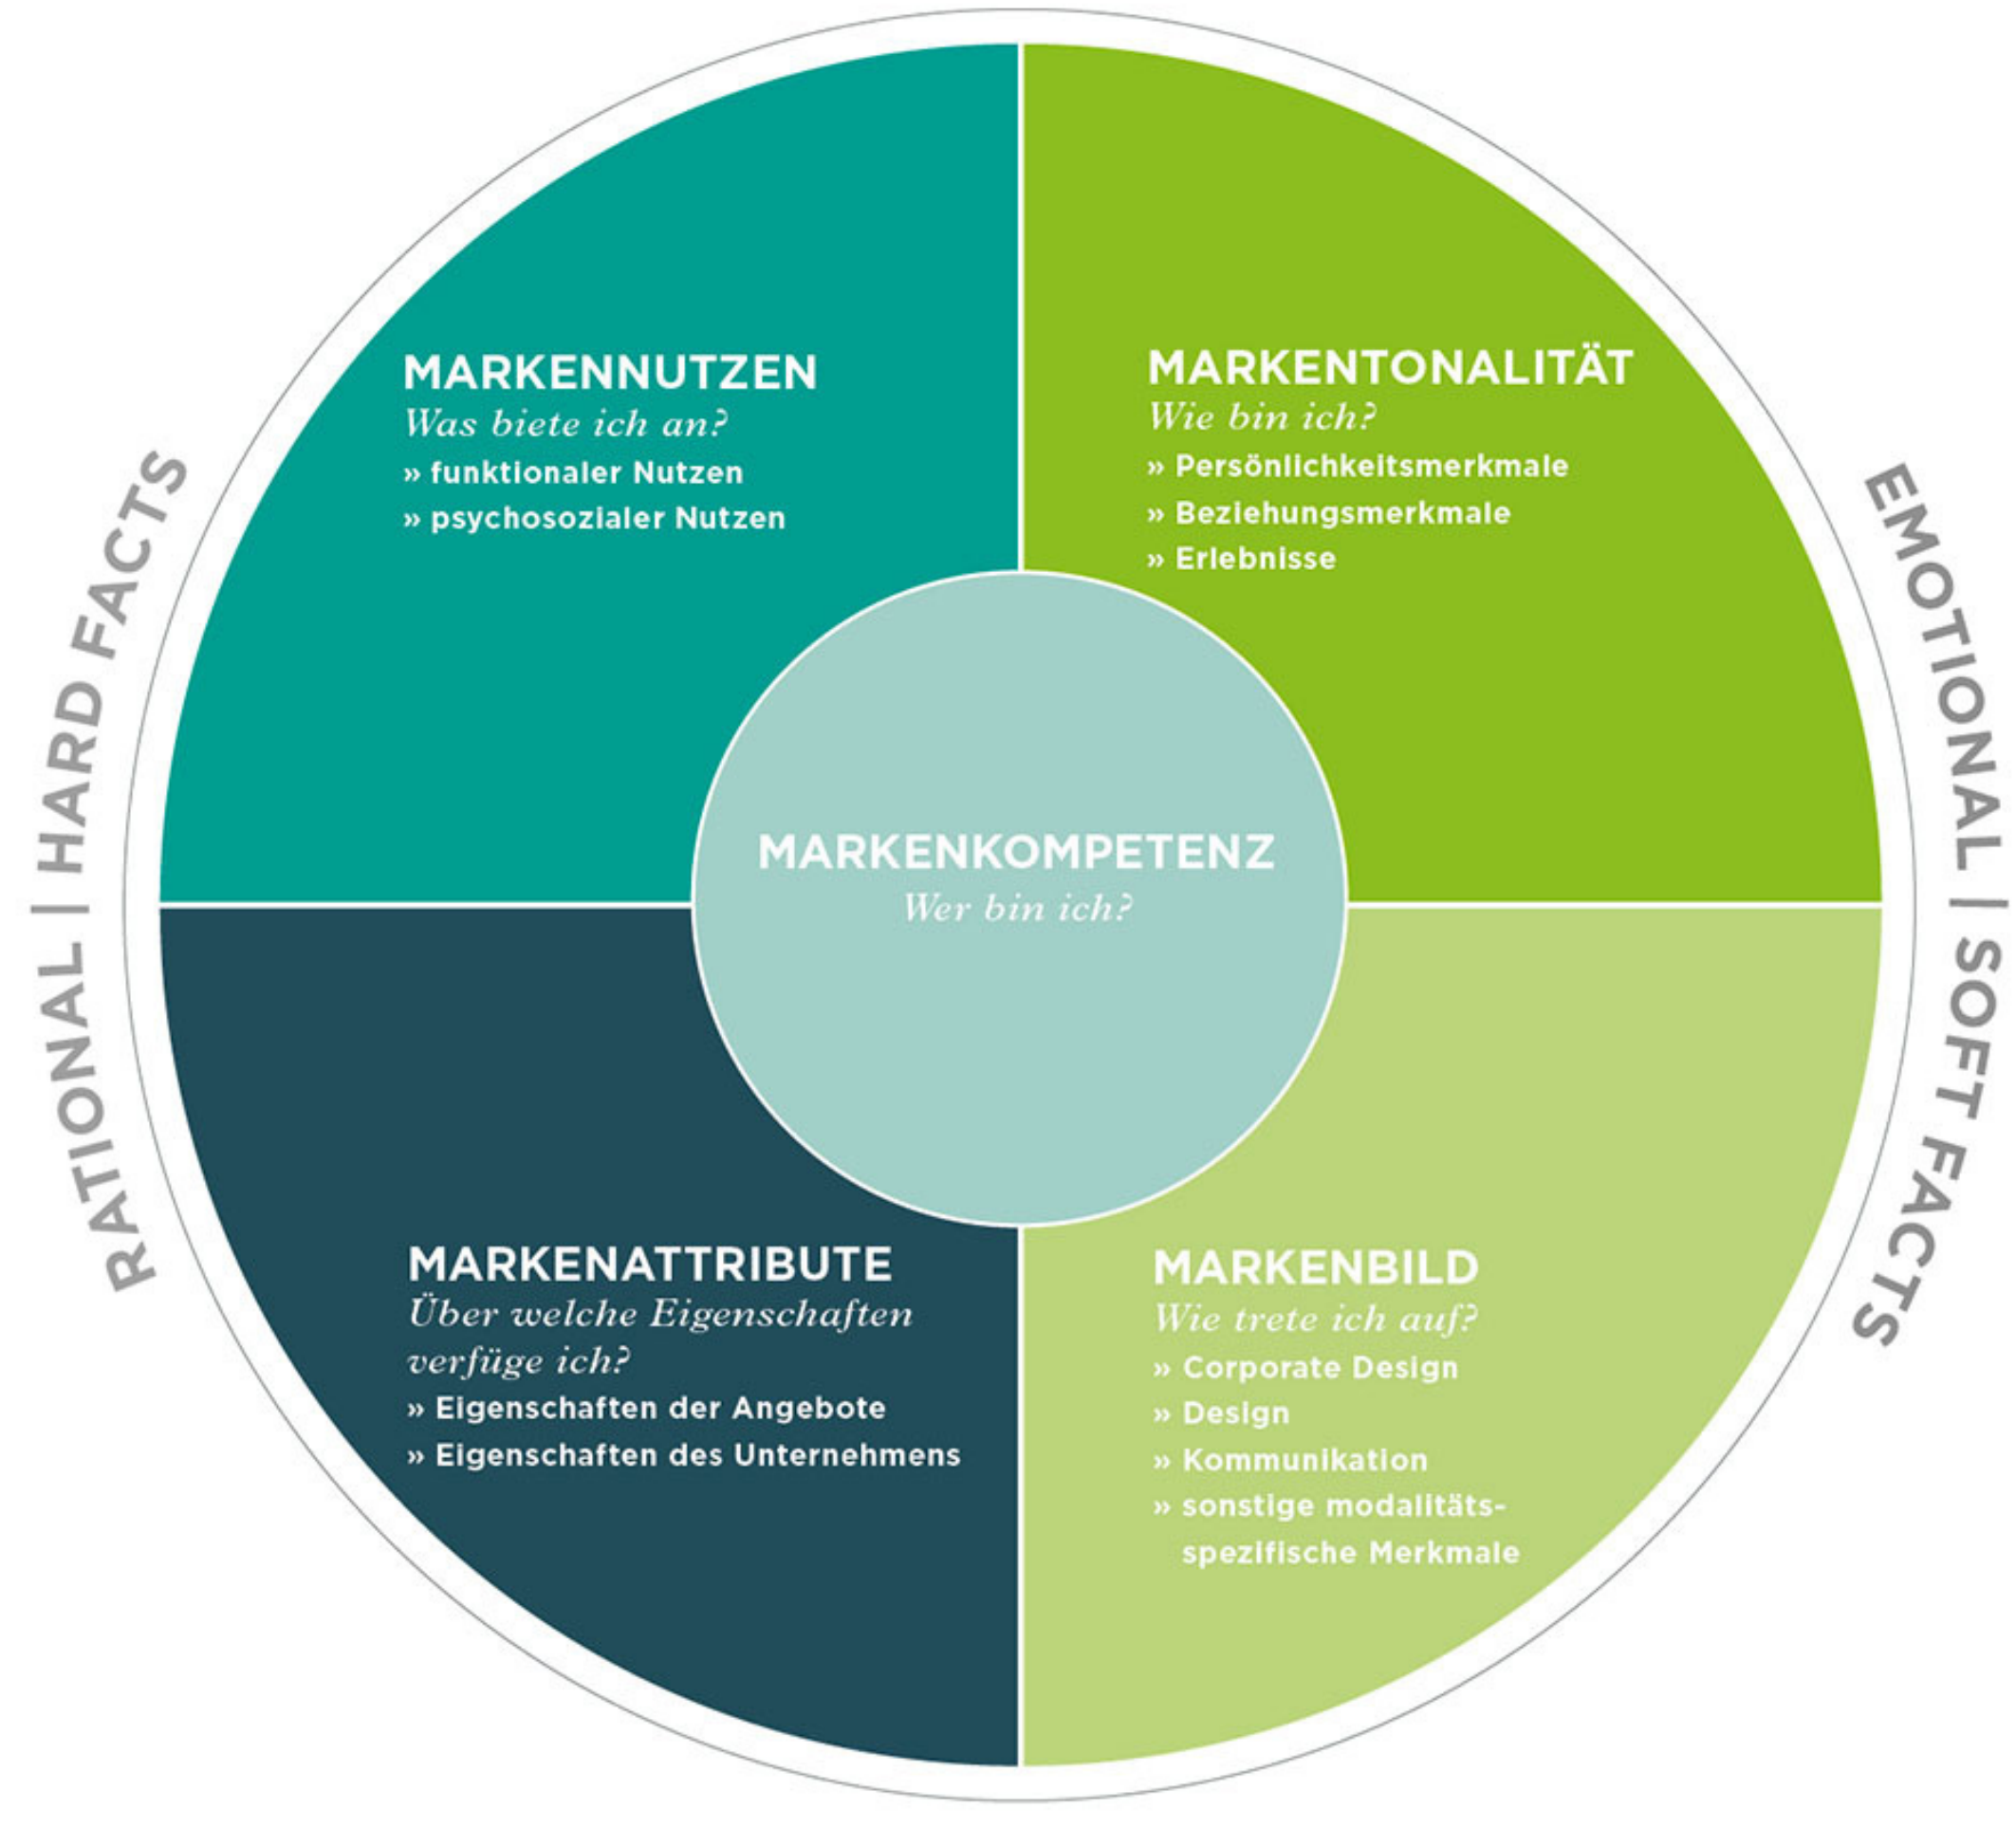 RATIONAL | HARD FACTS
MARKENNUTZEN
Was biete ich an?
» funktionaler Nutzen
» psychosozialer Nutzen
MARKENTONALITÄT
Wie bin ich?
» Persönlichkeitsmerkmale
» Beziehungsmerkmale
» Erlebnisse
MARKENKOMPETENZ
Wer bin ich?
MARKENATTRIBUTE
Über welche Eigenschaften
verfüge ich?
» Eigenschaften der Angebote
» Eigenschaften des Unternehmens
MARKENBILD
Wie trete ich auf?
» Corporate Design
» Design
» Kommunikation
» sonstige modalitäts-
spezifische Merkmale
EMOTIONAL | SOFT FACTS